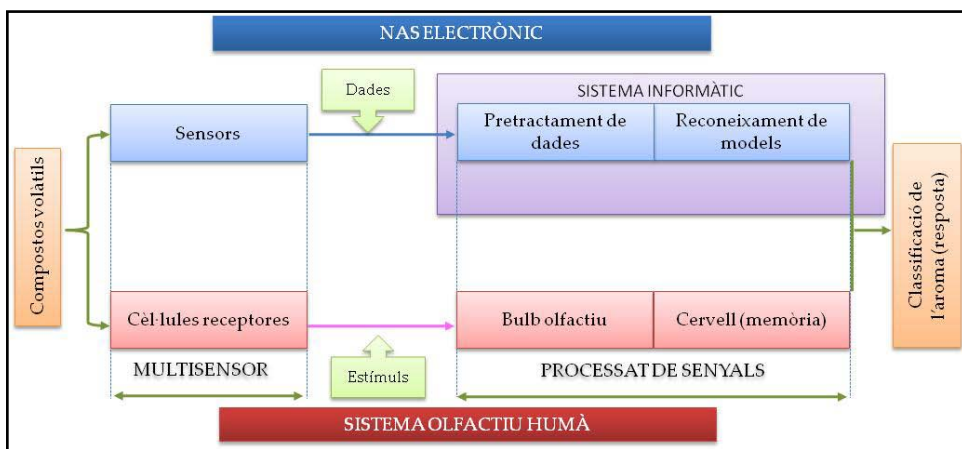 NAS ELECTRÒNIC
Dades
SISTEMA INFORMÀTIC
Sensors
Pretractament de
dades
Reconeixament de
models
Compostos volàtils
Classificació de
l'aroma (resposta)
Cèl·lules receptores
Bulb olfactiu
Cervell (memòria)
MULTISENSOR
Estímuls
PROCESSAT DE SENYALS
SISTEMA OLFACTIU HUMÀ